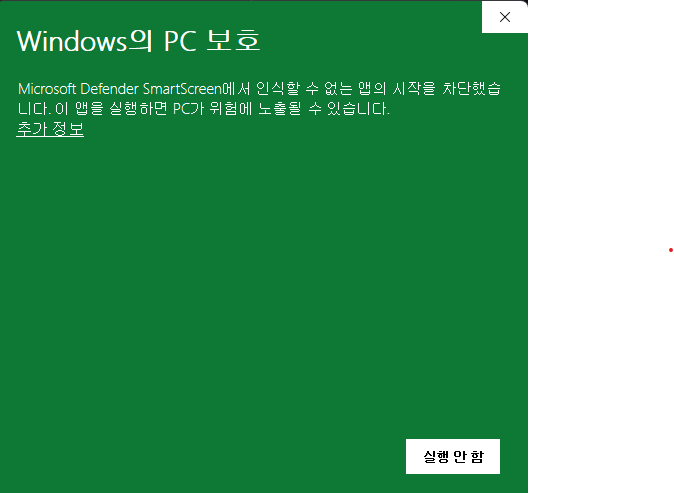 Windows의 PC 보호
Microsoft Defender SmartScreen에서 인식할 수 없는 앱의 시작을 차단했습
니다. 이 앱을 실행하면 PC가 위험에 노출될 수 있습니다.
추가 정보
실행 안 함